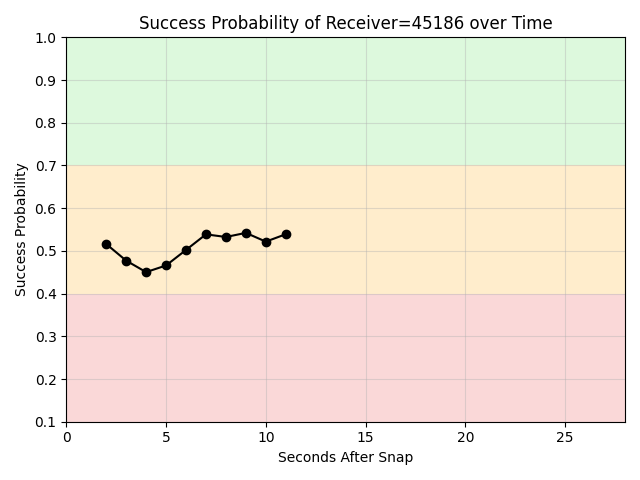 Success Probability of Receiver=45186 over Time
1.0
0.9
0.8
0.7
0.6
0.5
0.4
0.3
0.2
0.1
Success Probability
0 5 10 15 20 25
Seconds After Snap